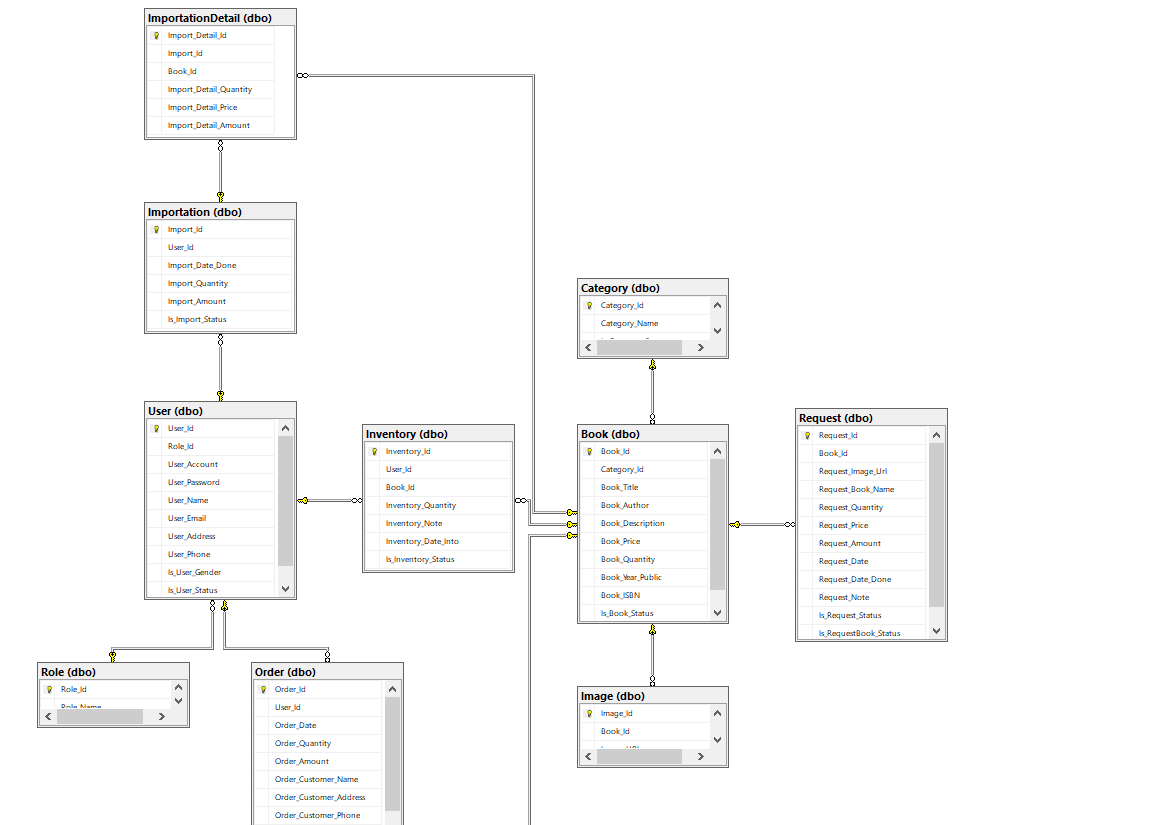 ImportationDetail (dbo)
Import_Detail_Id
Import_Id
Book_Id
Import_Detail_Quantity
Import_Detail_Price
Import_Detail_Amount
Importation (dbo)
Import_Id
User_Id
Import_Date_Done
Import_Quantity
Import_Amount
Is_Import_Status
Category (dbo)
Category_Id
Category_Name
User (dbo)
User_Id
Role_Id
User_Account
User_Password
User_Name
User_Email
User_Address
User_Phone
Is_User_Gender
Is_User_Status
Inventory (dbo)
Inventory_Id
User_Id
Book_Id
Inventory_Quantity
Inventory_Note
Inventory_Date_Into
Is_Inventory_Status
Book (dbo)
Book_Id
Category_Id
Book_Title
Book_Author
Book_Description
Book_Price
Book_Quantity
Book_Year_Public
Book_ISBN
Is_Book_Status
Request (dbo)
Request_Id
Book_Id
Request_Image_Url
Request_Book_Name
Request_Quantity
Request_Price
Request_Amount
Request_Date
Request_Date_Done
Request_Note
Is_Request_Status
Is_RequestBook_Status
Role (dbo)
Role_Id
Role_Name
Order (dbo)
Order_Id
User_Id
Order_Date
Order_Quantity
Order_Amount
Order_Customer_Name
Order_Customer_Address
Order_Customer_Phone
Image (dbo)
Image_Id
Book_Id